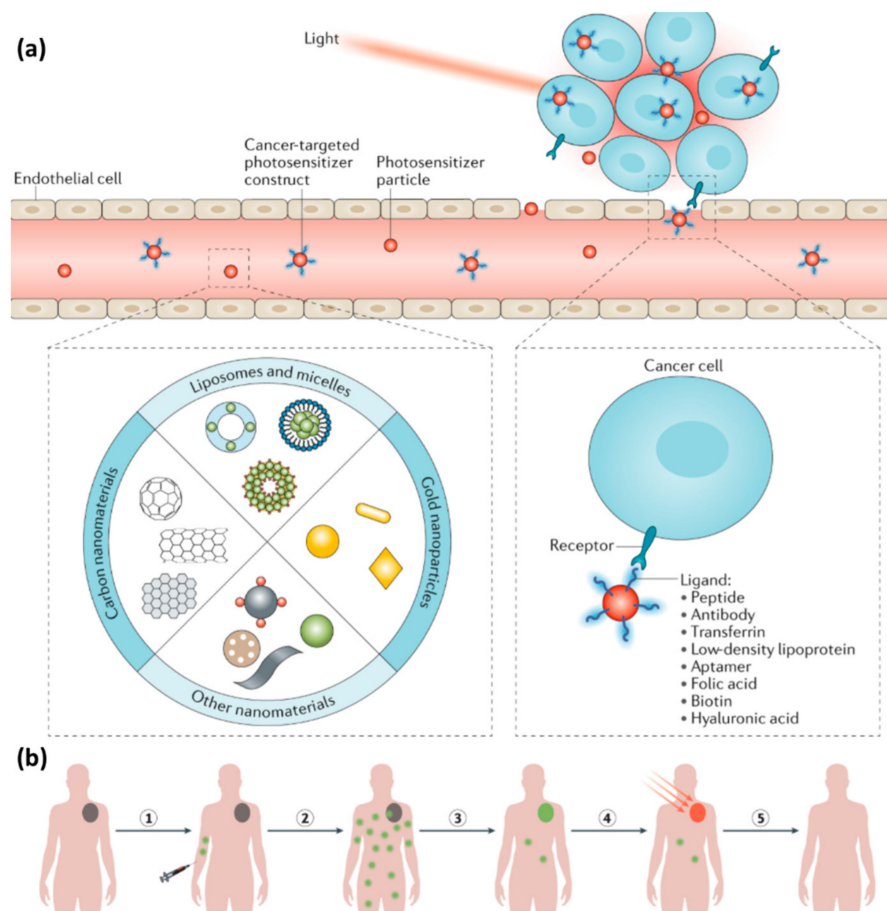 (a)
Light
Cancer-targeted
photosensitizer
construct
Photosensitizer
particle
Endothelial cell
Liposomes and micelles
Carbon nanomaterials
Gold nanoparticles
Other nanomaterials
Cancer cell
Receptor
Ligand:
• Peptide
• Antibody
• Transferrin
• Low-density lipoprotein
• Aptamer
• Folic acid
• Biotin
• Hyaluronic acid
(b)
① ② ③ ④ ⑤